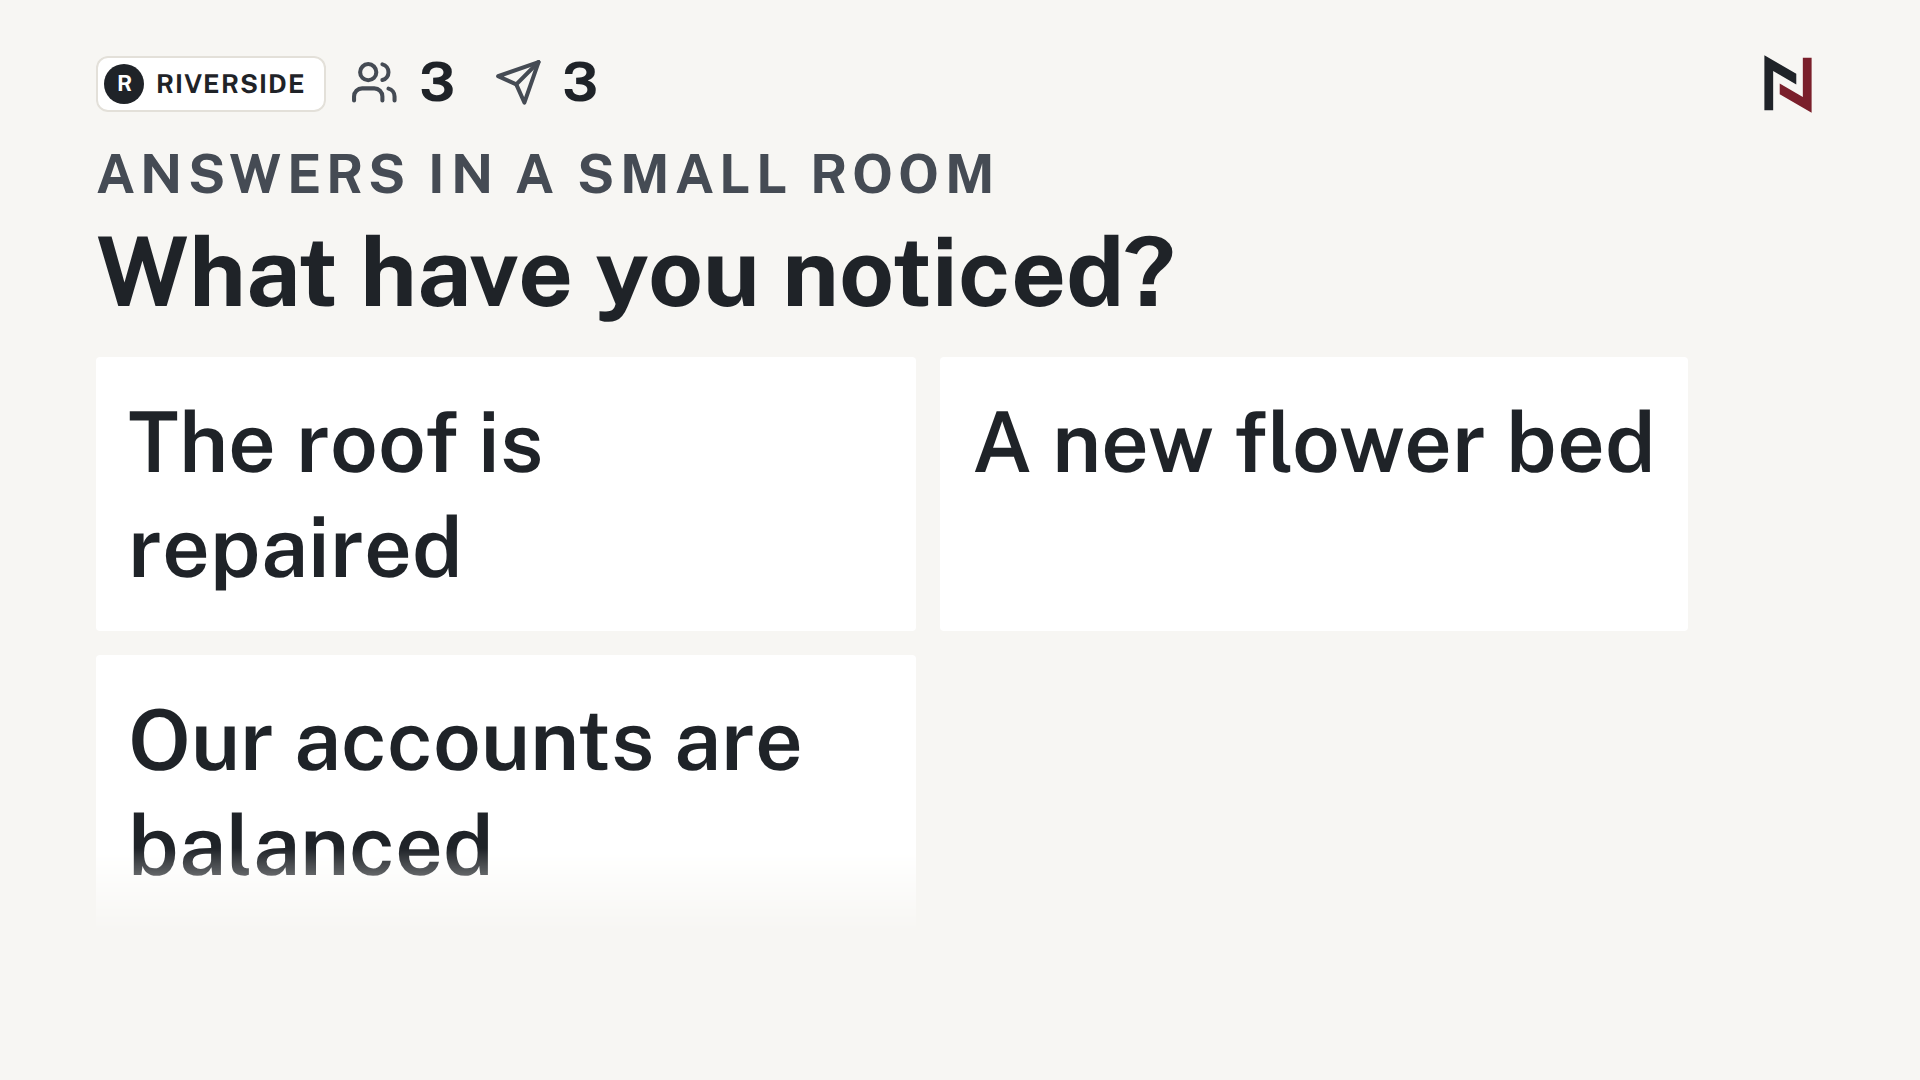 R RIVERSIDE 3 3
ANSWERS IN A SMALL ROOM
What have you noticed?
The roof is
repaired
A new flower bed
Our accounts are
balanced